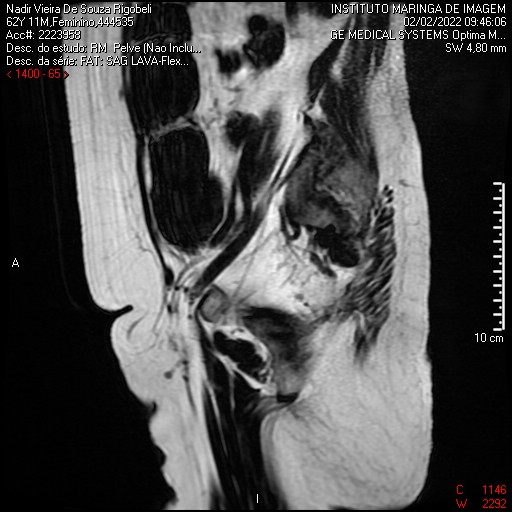 Nadir Vieira De Souza Rigobeli
62Y 11M,Feminino,444535
Acc#: 2223953
Desc. do estudo: RM Pelve (Nao Inclu...
Desc. da série: FAT: SAG LAVA-Flex...
< 1400 - 65 >
INSTITUTO MARINGA DE IMAGEM
02/02/2022 09:46:06
GE MEDICAL SYSTEMS Optima M...
SW 4,80 mm
A
10 cm
I
C 1146
W 2292